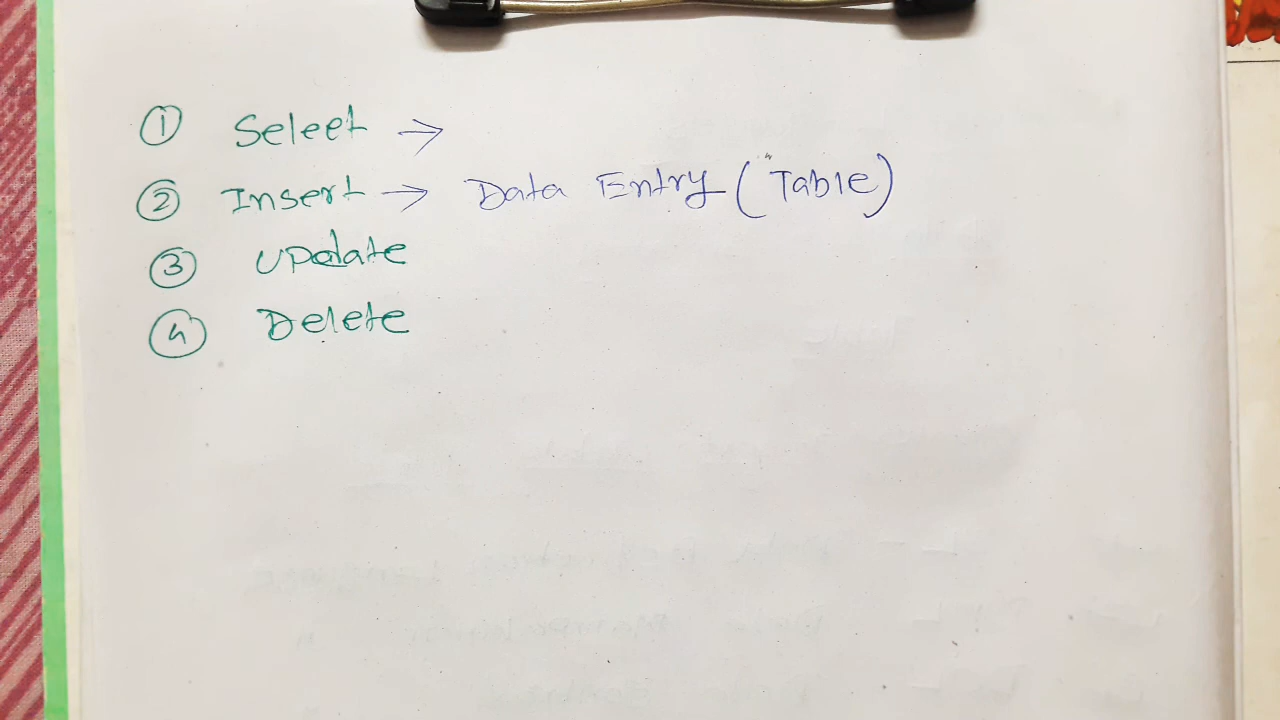 ① Select →
② Insert → Data Entry (Table)
③ Update
④ Delete